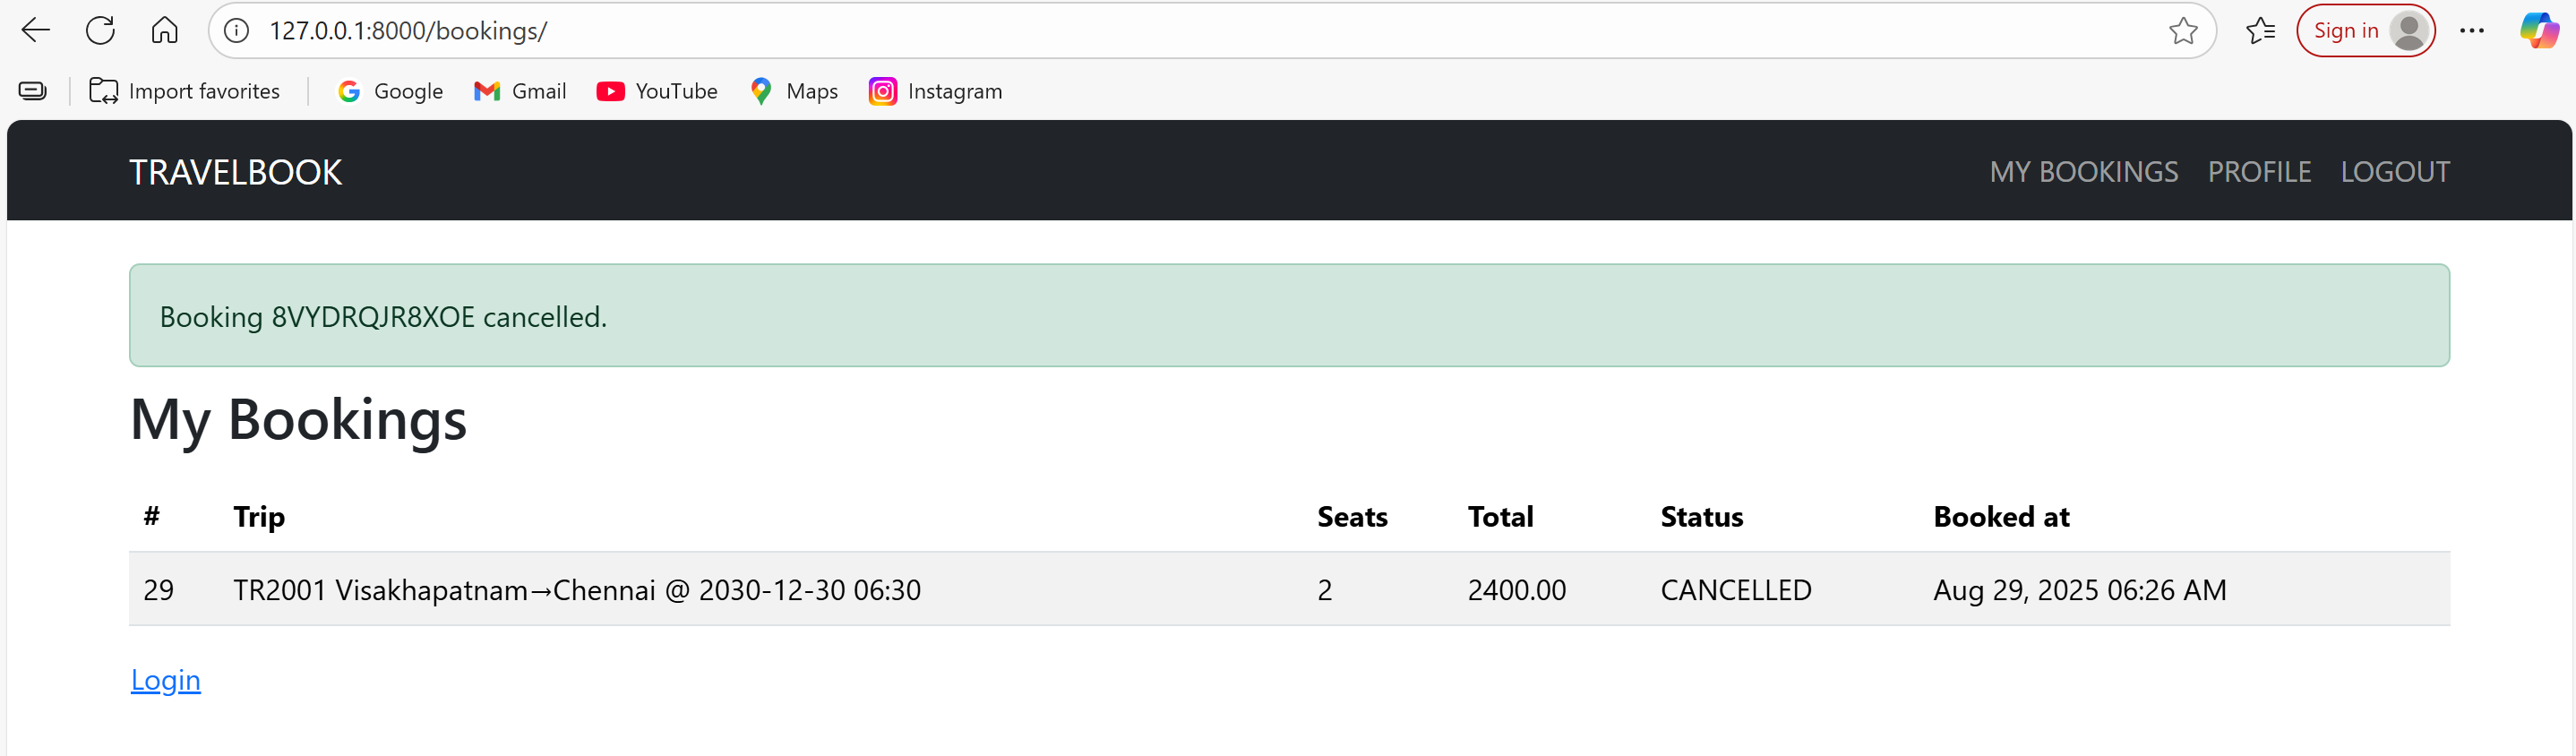 127.0.0.1:8000/bookings/ Sign in
Import favorites Google Gmail YouTube Maps Instagram
TRAVELBOOK MY BOOKINGS PROFILE LOGOUT
Booking 8VYDRQJR8XOE cancelled.
My Bookings
# Trip Seats Total Status Booked at
29 TR2001 Visakhapatnam→Chennai @ 2030-12-30 06:30 2 2400.00 CANCELLED Aug 29, 2025 06:26 AM
Login